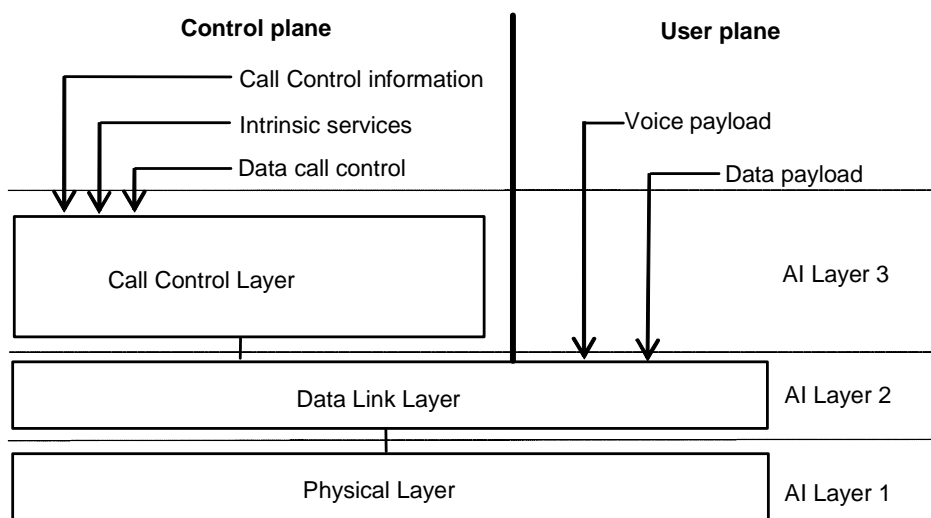 Control plane
User plane
Call Control information
Intrinsic services
Voice payload
Data call control
Data payload
Call Control Layer
AI Layer 3
Data Link Layer
AI Layer 2
Physical Layer
AI Layer 1